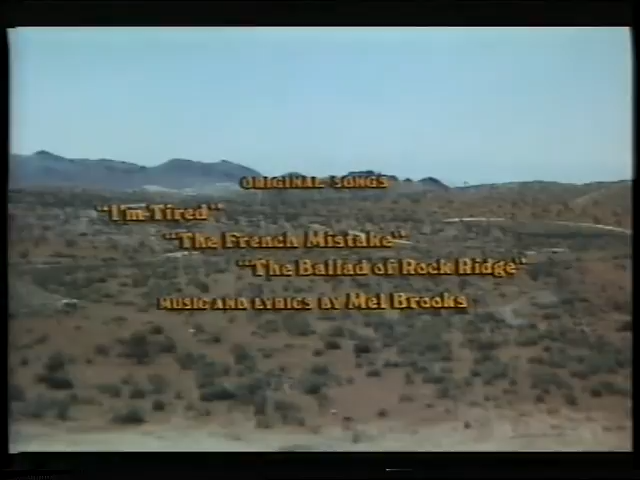 ORIGINAL SONGS
"I'm Tired"
"The French Mistake"
"The Ballad of Rock Ridge"
MUSIC AND LYRICS BY Mel Brooks